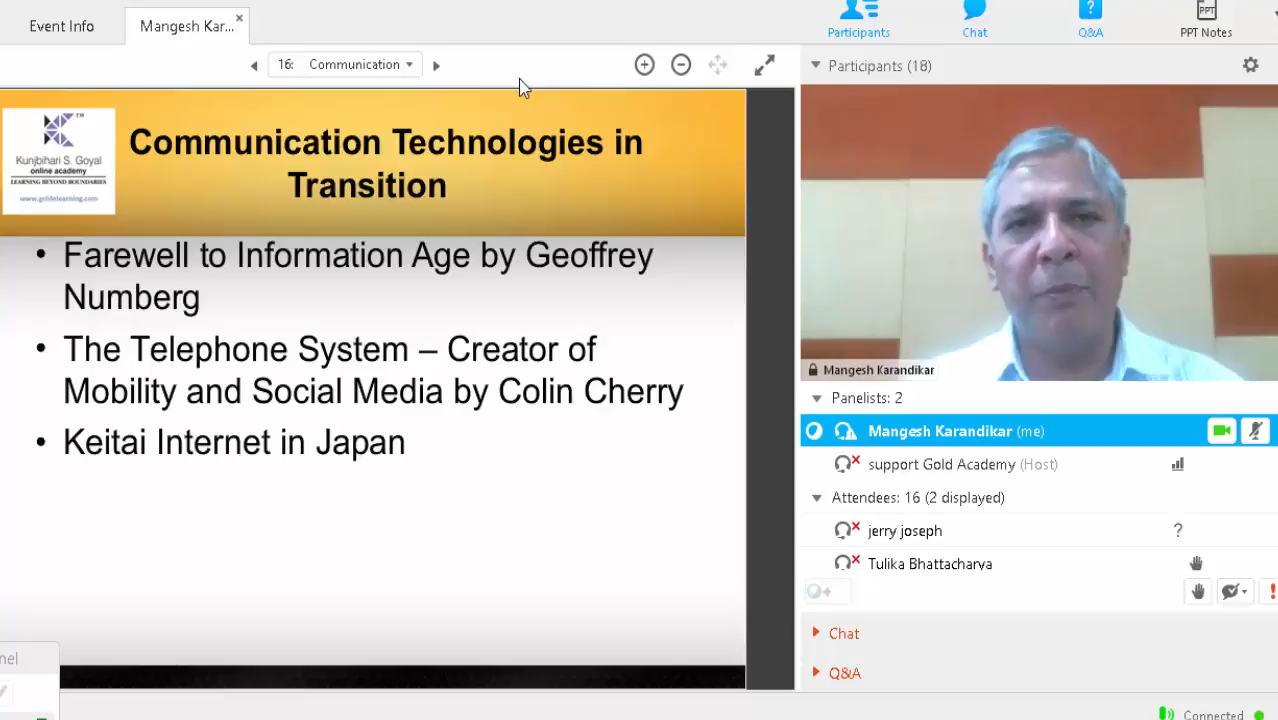 Event Info
Mangesh Kar...
Participants
Chat
Q&A
PPT Notes
16:
Communication
Participants (18)
Kunjbihari S. Goyal
online academy
LEARNING BEYOND BOUNDARIES
Communication Technologies in
Transition
• Farewell to Information Age by Geoffrey
Numberg
• The Telephone System – Creator of
Mobility and Social Media by Colin Cherry
• Keitai Internet in Japan
Mangesh Karandikar
Panelists: 2
Mangesh Karandikar (me)
support Gold Academy (Host)
Attendees: 16 (2 displayed)
jerry joseph
?
Tulika Bhattacharya
Chat
Q&A
nel
Connected